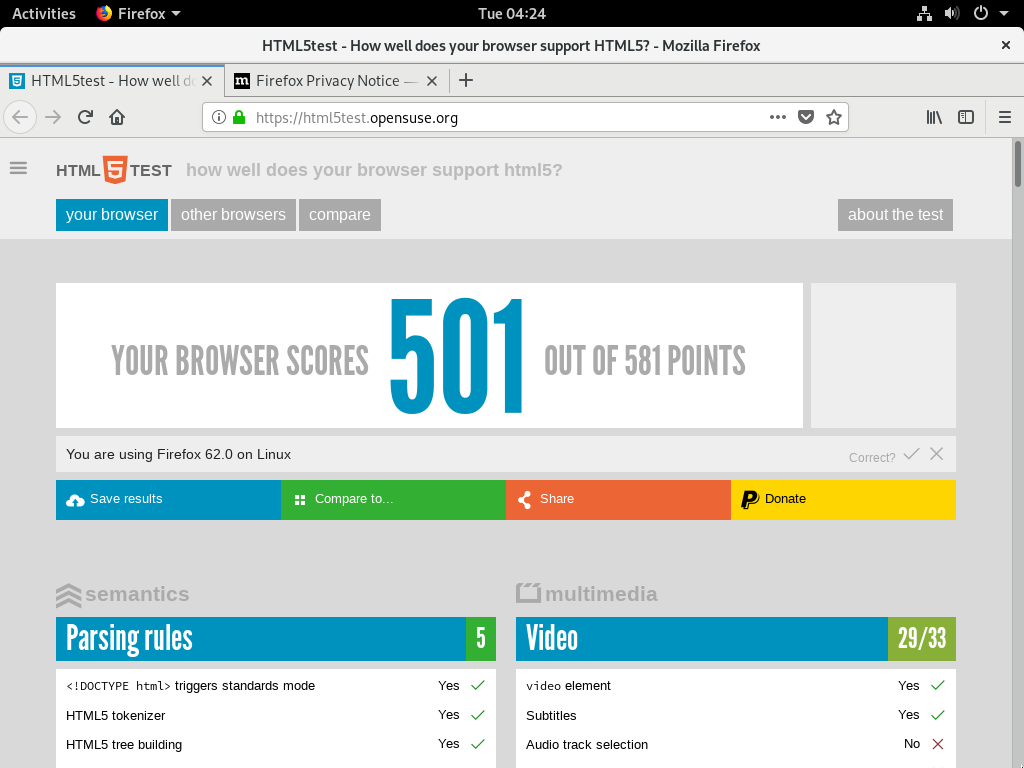 Activities Firefox Tue 04:24
HTML5test - How well does your browser support HTML5? - Mozilla Firefox
HTML5test - How well do Firefox Privacy Notice —
https://html5test.opensuse.org
HTML 5 TEST how well does your browser support html5?
your browser other browsers compare about the test
YOUR BROWSER SCORES 501 OUT OF 581 POINTS
You are using Firefox 62.0 on Linux Correct?
Save results Compare to... Share Donate
semantics multimedia
Parsing rules 5 Video 29/33
<!DOCTYPE html> triggers standards mode Yes video element Yes
HTML5 tokenizer Yes Subtitles Yes
HTML5 tree building Yes Audio track selection No